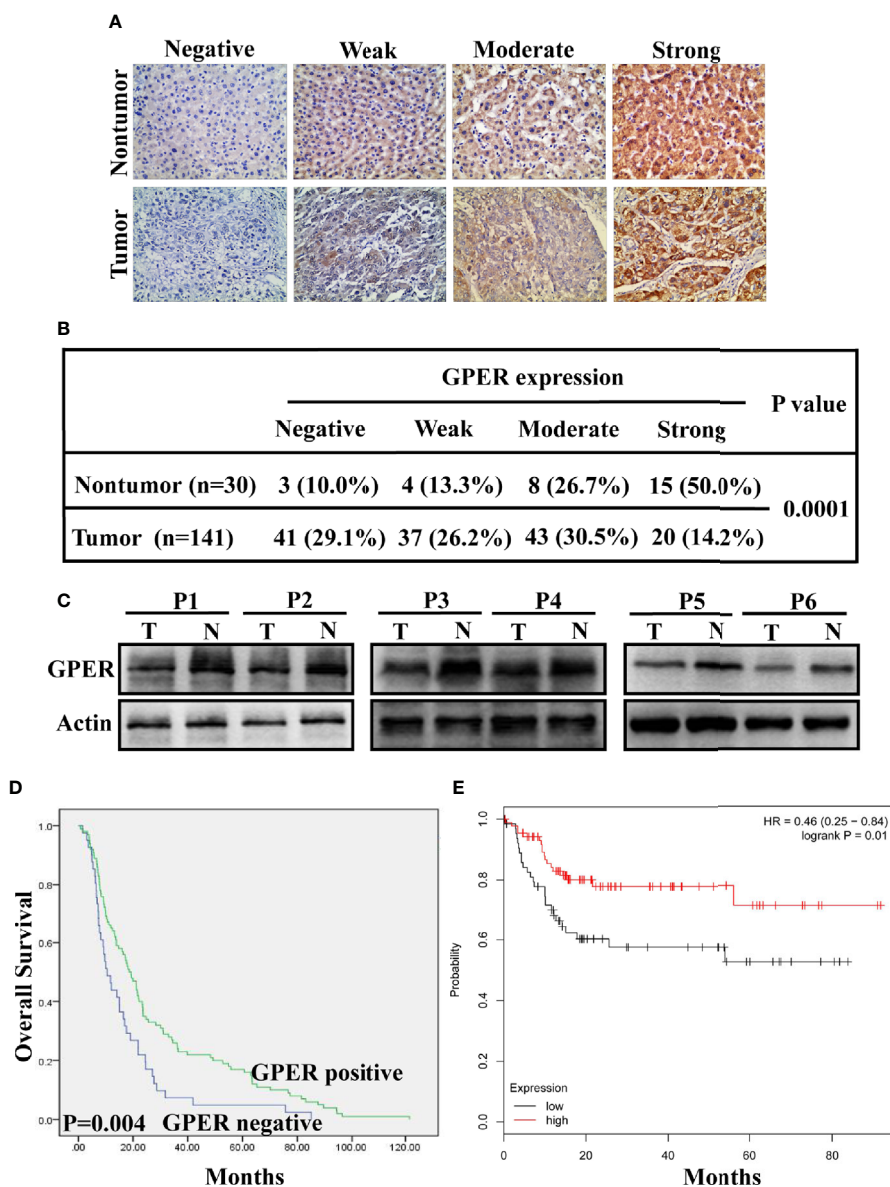 A
Negative Weak Moderate Strong
Nontumor
Tumor
B
GPER expression
P value
Negative Weak Moderate Strong
Nontumor (n=30) 3 (10.0%) 4 (13.3%) 8 (26.7%) 15 (50.0%)
0.0001
Tumor (n=141) 41 (29.1%) 37 (26.2%) 43 (30.5%) 20 (14.2%)
C
P1 P2 P3 P4 P5 P6
T N T N T N T N T N T N
GPER
Actin
D
Overall Survival
1.0
0.8
0.6
0.4
0.2
0.0
GPER positive
P=0.004 GPER negative
.00 20.00 40.00 60.00 80.00 100.00 120.00
Months
E
HR = 0.46 (0.25 − 0.84)
logrank P = 0.01
Probability
1.0
0.8
0.6
0.4
0.2
0.0
Expression
low
high
0 20 40 60 80
Months